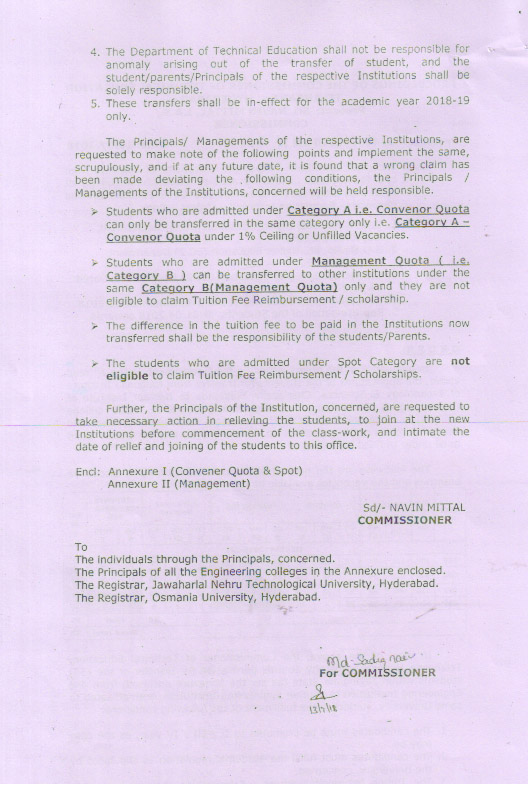 4. The Department of Technical Education shall not be responsible for
anomaly arising out of the transfer of student, and the
student/parents/Principals of the respective Institutions shall be
solely responsible.
5. These transfers shall be in-effect for the academic year 2018-19
only.
The Principals/ Managements of the respective Institutions, are
requested to make note of the following points and implement the same,
scrupulously, and if at any future date, it is found that a wrong claim has
been made deviating the following conditions, the Principals /
Managements of the Institutions, concerned will be held responsible.
➢ Students who are admitted under Category A i.e. Convenor Quota
can only be transferred in the same category only i.e. Category A –
Convenor Quota under 1% Ceiling or Unfilled Vacancies.
➢ Students who are admitted under Management Quota ( i.e.
Category B ) can be transferred to other institutions under the
same Category B(Management Quota) only and they are not
eligible to claim Tuition Fee Reimbursement / scholarship.
➢ The difference in the tuition fee to be paid in the Institutions now
transferred shall be the responsibility of the students/Parents.
➢ The students who are admitted under Spot Category are not
eligible to claim Tuition Fee Reimbursement / Scholarships.
Further, the Principals of the Institution, concerned, are requested to
take necessary action in relieving the students, to join at the new
Institutions before commencement of the class-work, and intimate the
date of relief and joining of the students to this office.
Encl: Annexure I (Convener Quota & Spot)
Annexure II (Management)
Sd/- NAVIN MITTAL
COMMISSIONER
To
The individuals through the Principals, concerned.
The Principals of all the Engineering colleges in the Annexure enclosed.
The Registrar, Jawaharlal Nehru Technological University, Hyderabad.
The Registrar, Osmania University, Hyderabad.
Md.
For COMMISSIONER
13/7/18